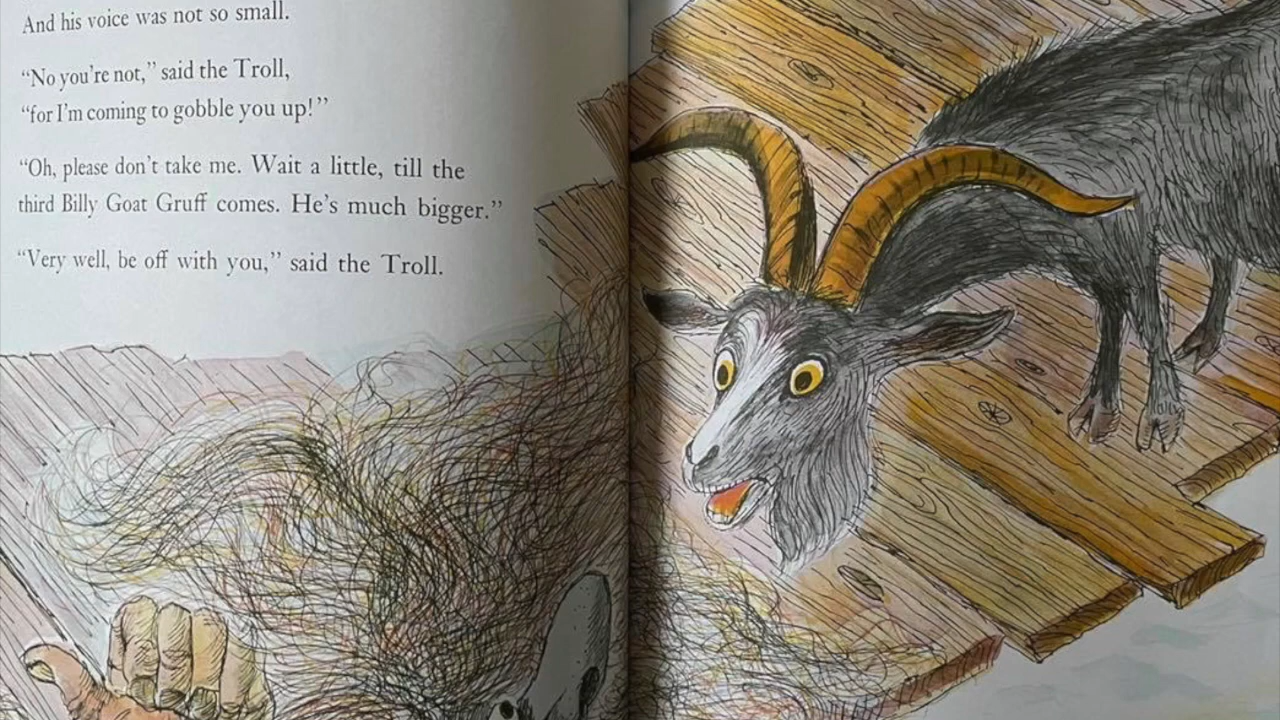 And his voice was not so small.
“No you're not,” said the Troll,
“for I'm coming to gobble you up!”
“Oh, please don't take me. Wait a little, till the
third Billy Goat Gruff comes. He's much bigger.”
“Very well, be off with you,” said the Troll.